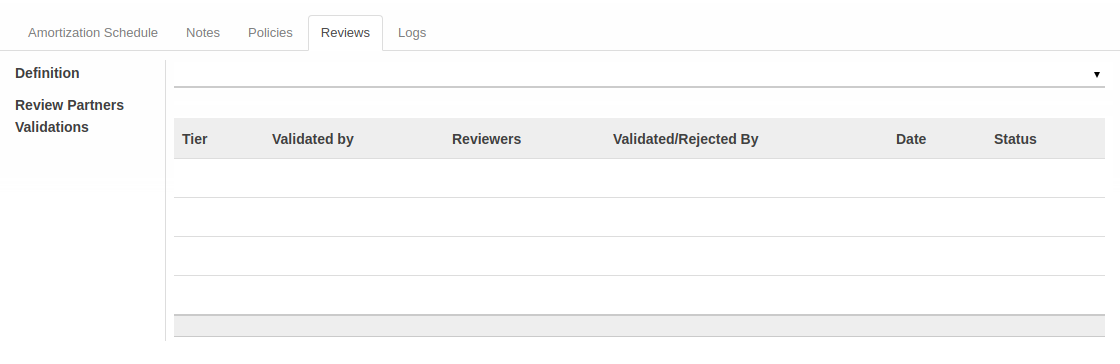 Amortization Schedule Notes Policies Reviews Logs
Definition
Review Partners
Validations
Tier Validated by Reviewers Validated/Rejected By Date Status